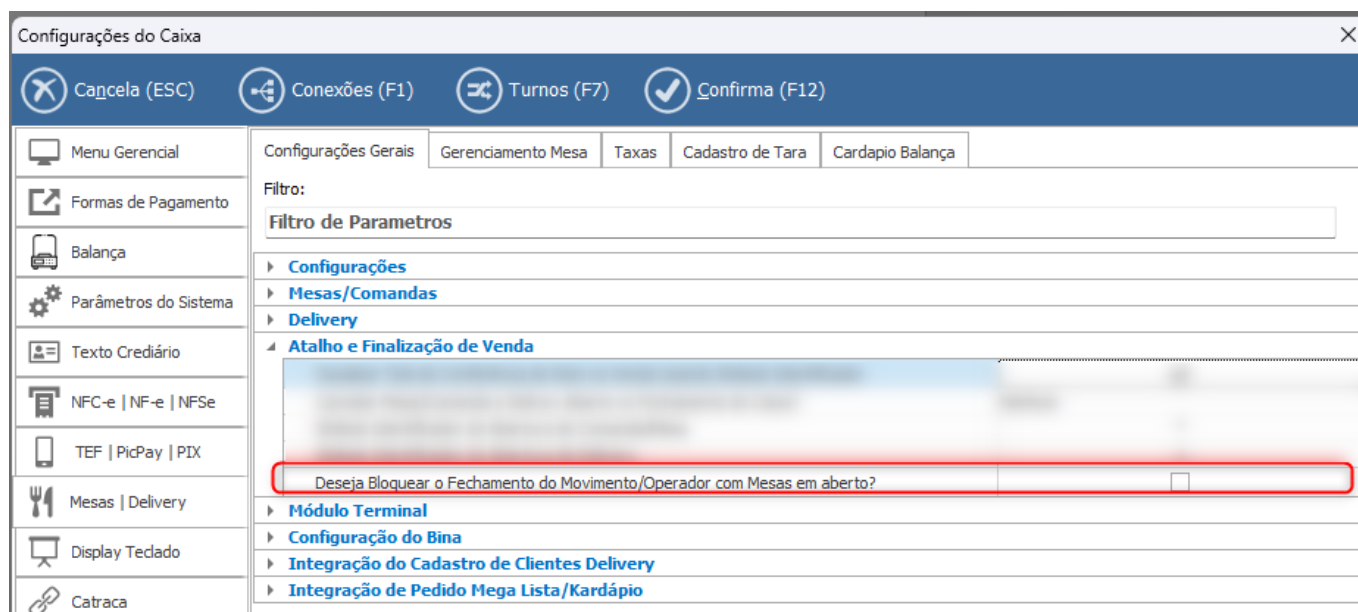 Configurações do Caixa
Cancela (ESC) Conexões (F1) Turnos (F7) Confirma (F12)
Menu Gerencial
Formas de Pagamento
Balança
Parâmetros do Sistema
Texto Crediário
NFC-e | NF-e | NFSe
TEF | PicPay | PIX
Mesas | Delivery
Display Teclado
Catraca
Configurações Gerais Gerenciamento Mesa Taxas Cadastro de Tara Cardapio Balança
Filtro:
Filtro de Parametros
Configurações
Mesas/Comandas
Delivery
Atalho e Finalização de Venda
Deseja Bloquear o Fechamento do Movimento/Operador com Mesas em aberto?
Módulo Terminal
Configuração do Bina
Integração do Cadastro de Clientes Delivery
Integração de Pedido Mega Lista/Kardápio